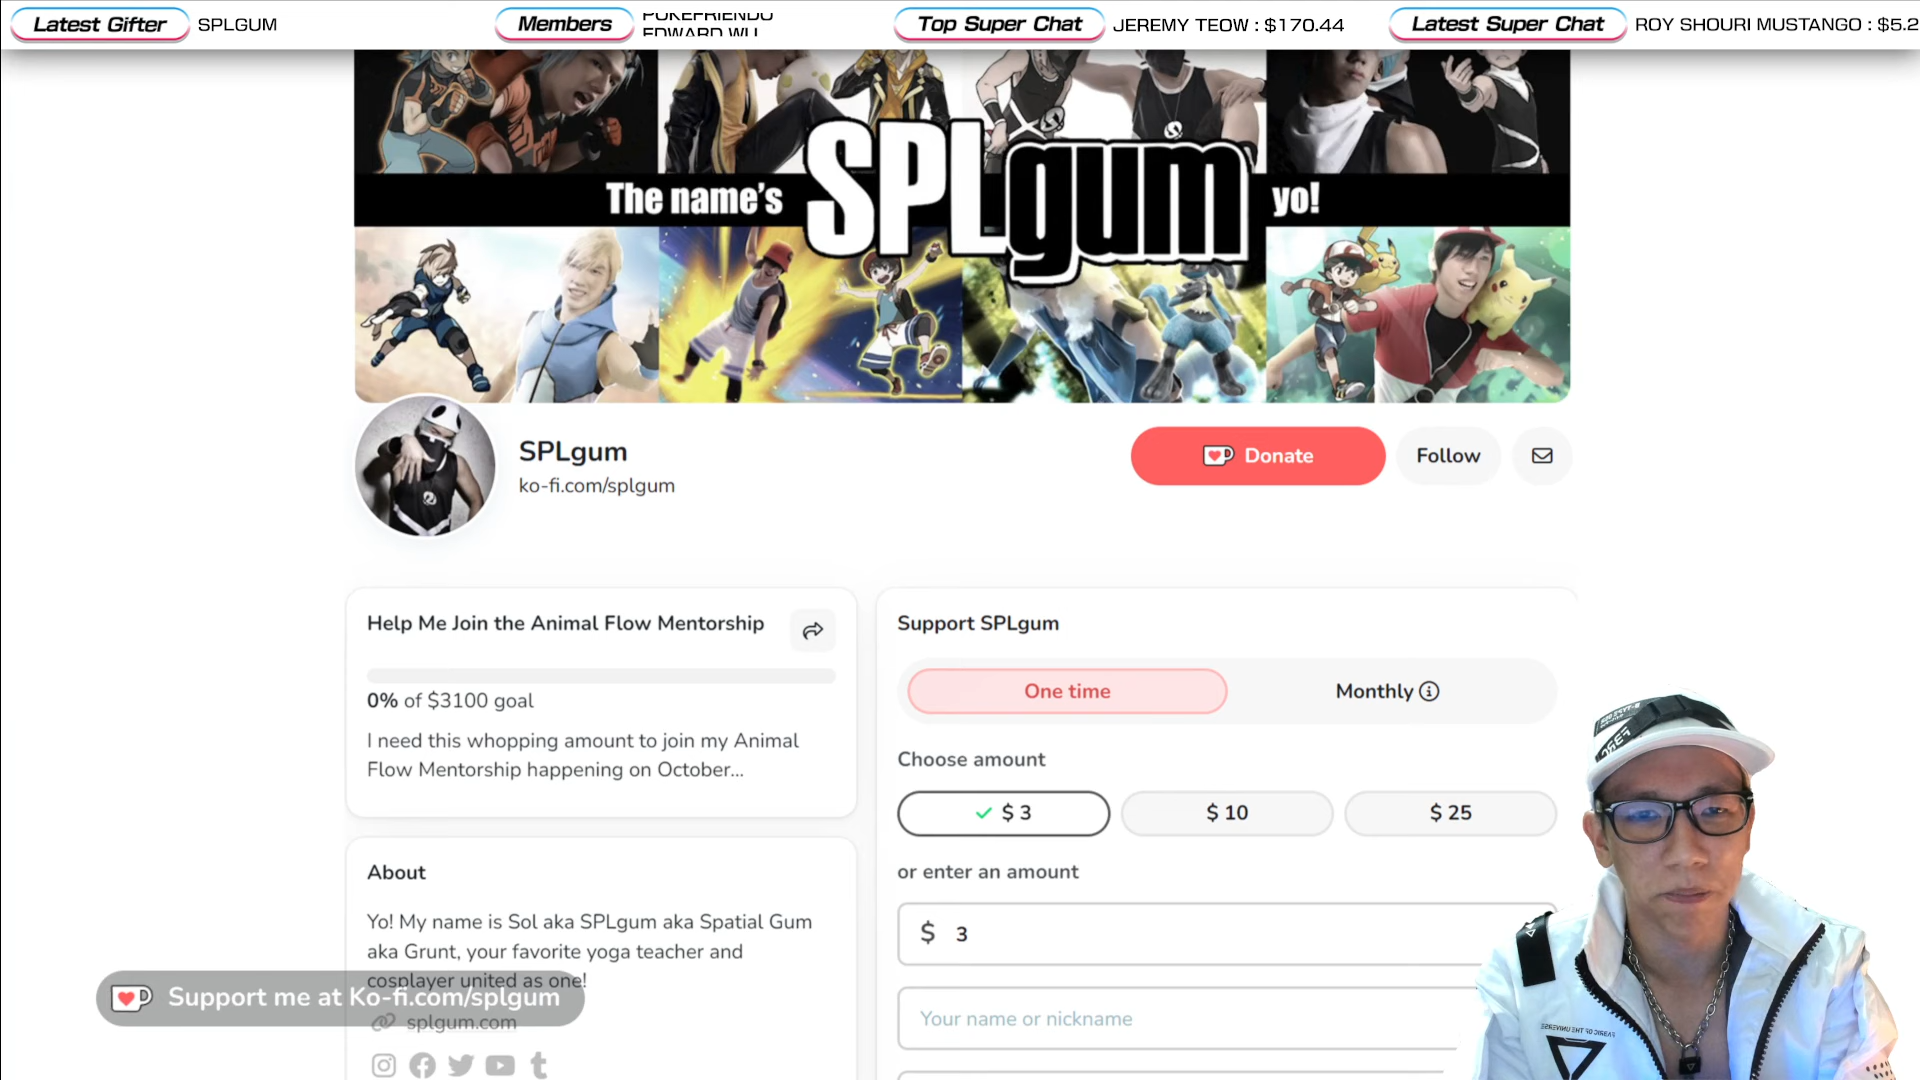 Latest Gifter SPLGUM Members POKEFRIENDO Top Super Chat JEREMY TEOW : $170.44 Latest Super Chat ROY SHOURI MUSTANGO : $5.2
EDWARD WU
The name's SPLgum yo!
SPLgum
ko-fi.com/splgum
Donate Follow
Help Me Join the Animal Flow Mentorship
0% of $3100 goal
I need this whopping amount to join my Animal
Flow Mentorship happening on October...
About
Yo! My name is Sol aka SPLgum aka Spatial Gum
aka Grunt, your favorite yoga teacher and
cosplayer united as one!
Support me at Ko-fi.com/splgum
splgum.com
Support SPLgum
One time Monthly
Choose amount
$ 3 $ 10 $ 25
or enter an amount
$ 3
Your name or nickname